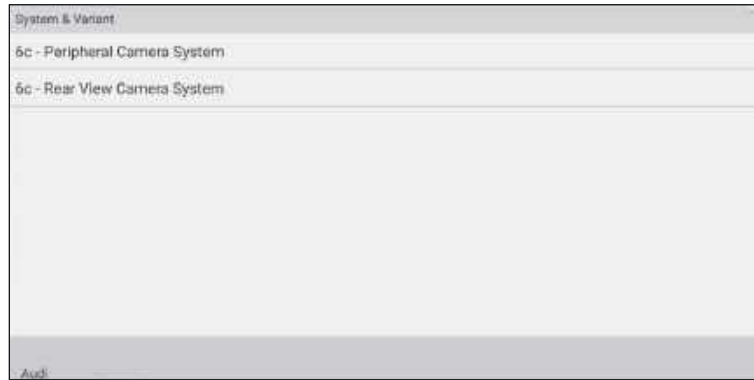 System & Variant
6c - Peripheral Camera System
6c - Rear View Camera System
Audi